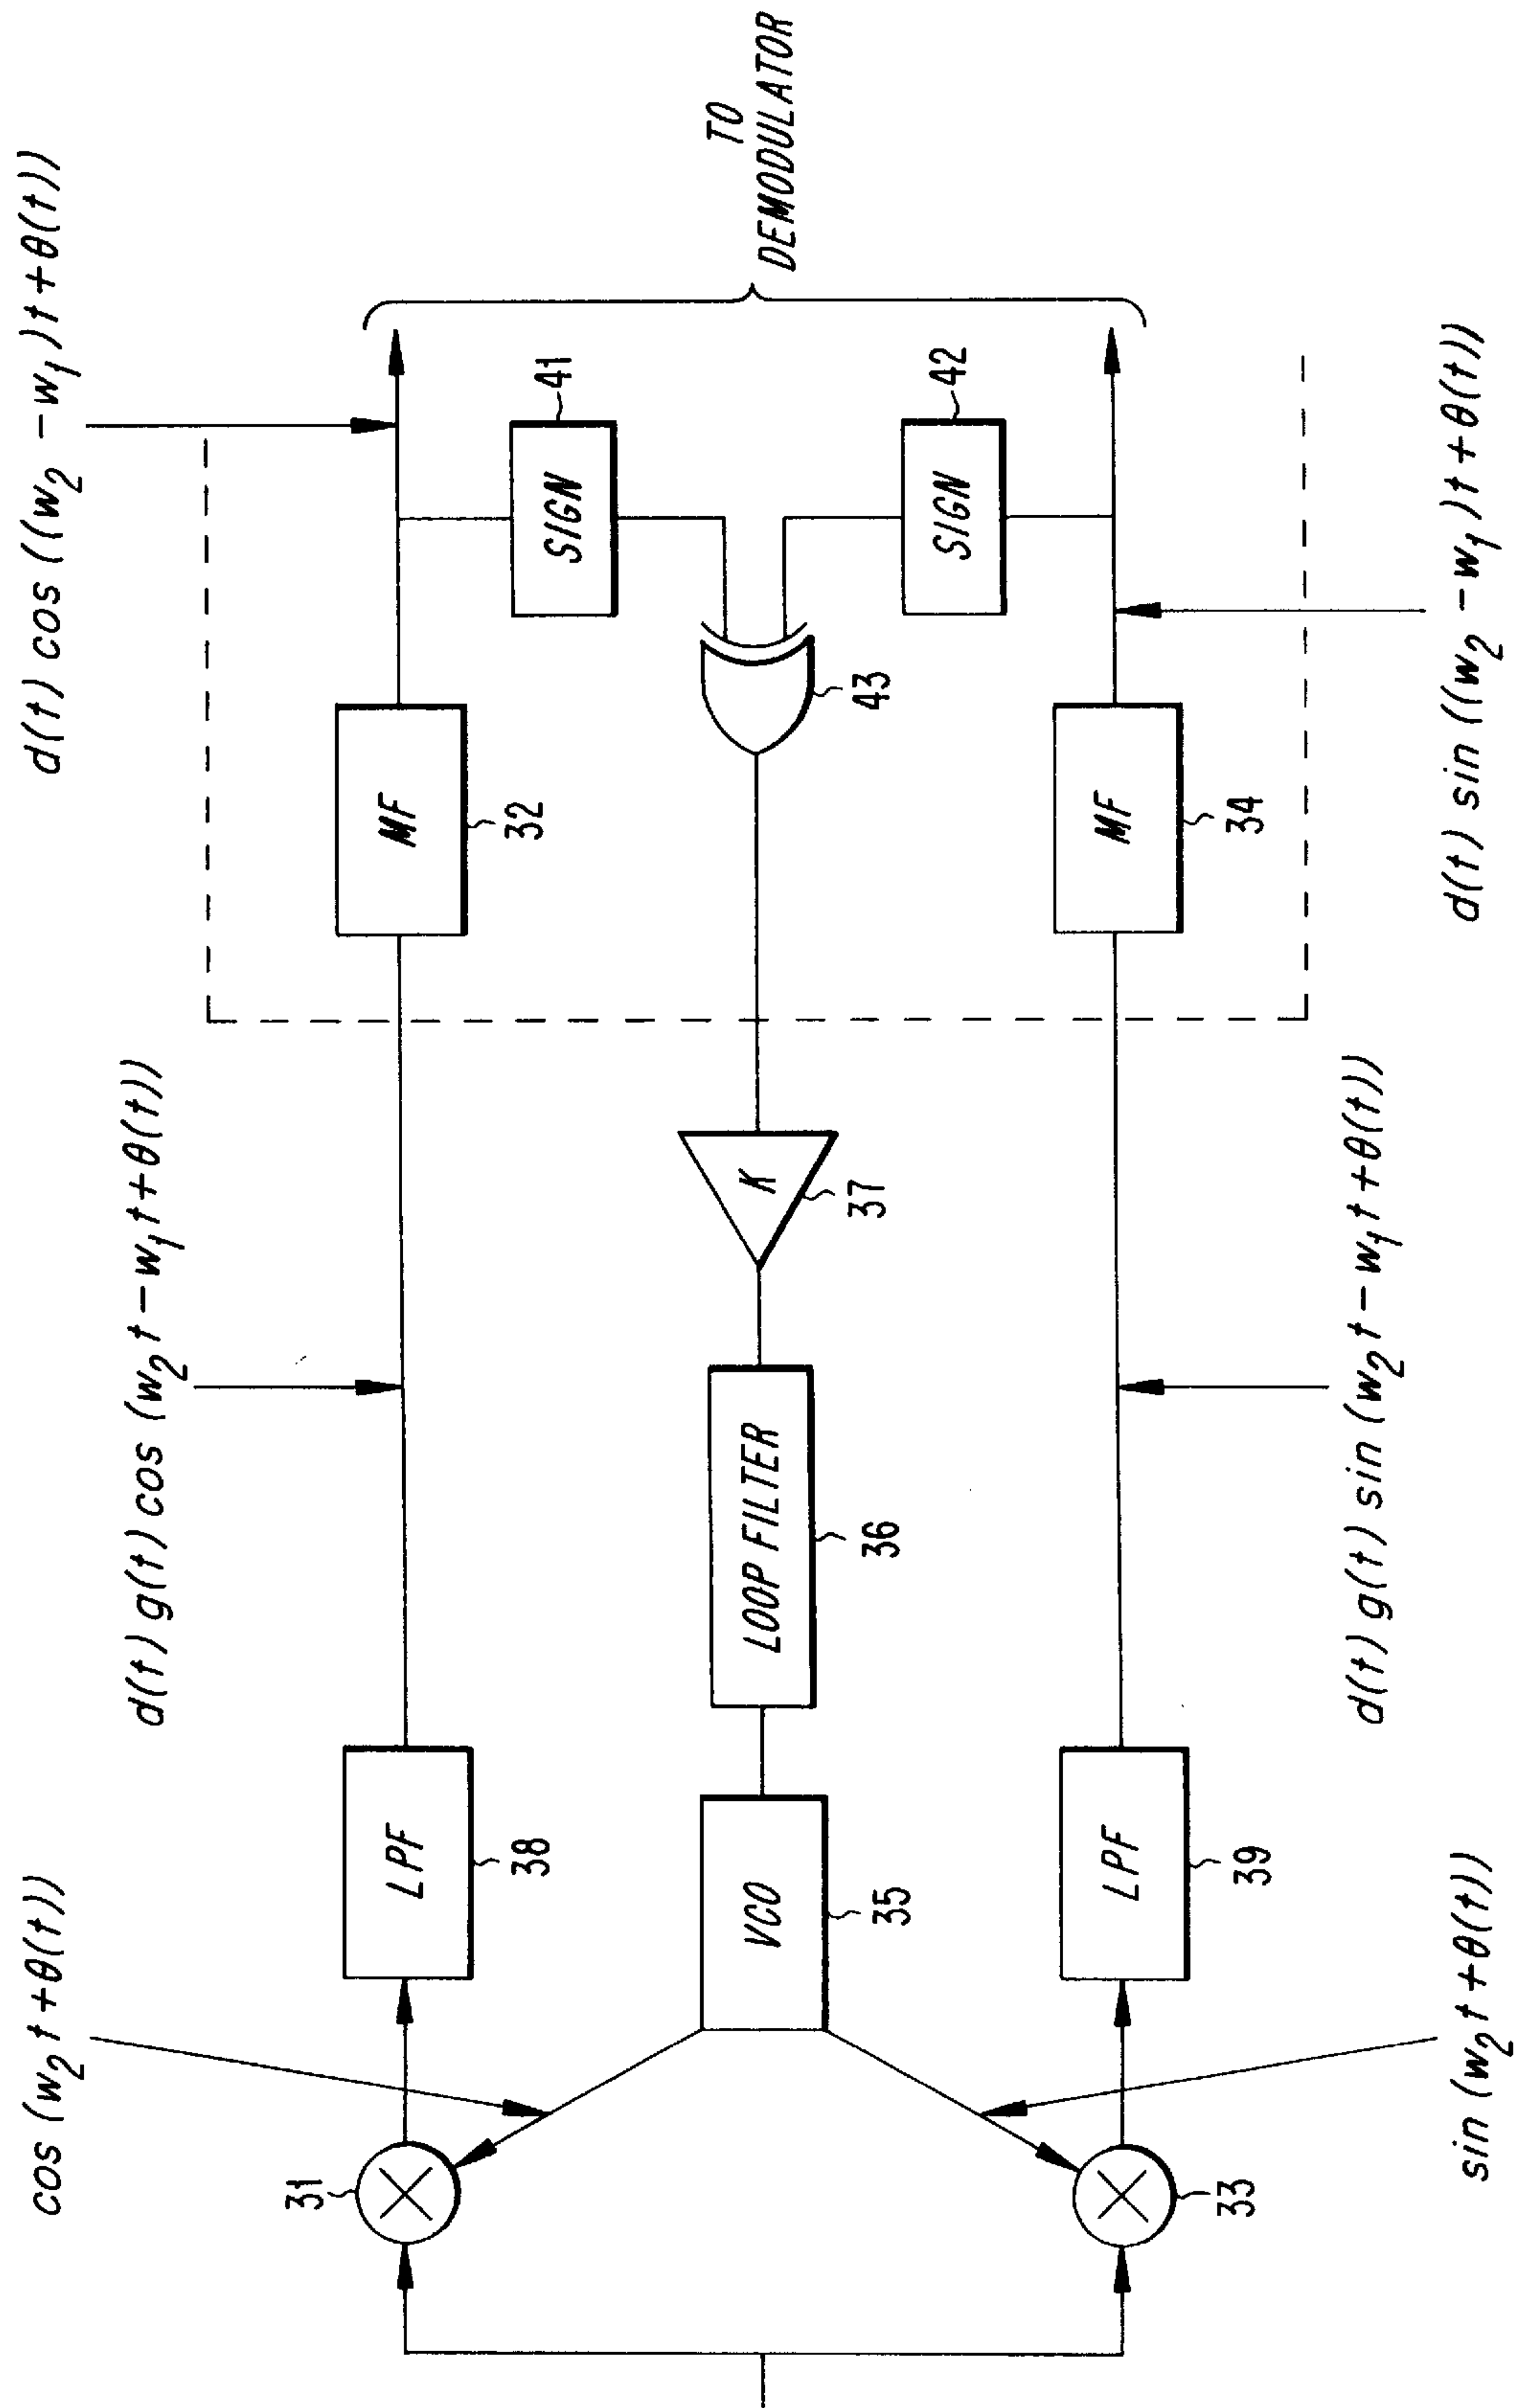 cos (w₂t+θ(t))
d(t) g(t) cos (w₂t−w₁t+θ(t))
d(t) cos ((w₂−w₁)t+θ(t))
31
LPF
38
MF
32
SIGN
41
VCO
35
LOOP FILTER
36
K
37
43
TO
DEMODULATOR
33
LPF
39
MF
34
SIGN
42
sin (w₂t+θ(t))
d(t) g(t) sin (w₂t−w₁t+θ(t))
d(t) sin ((w₂−w₁)t+θ(t))